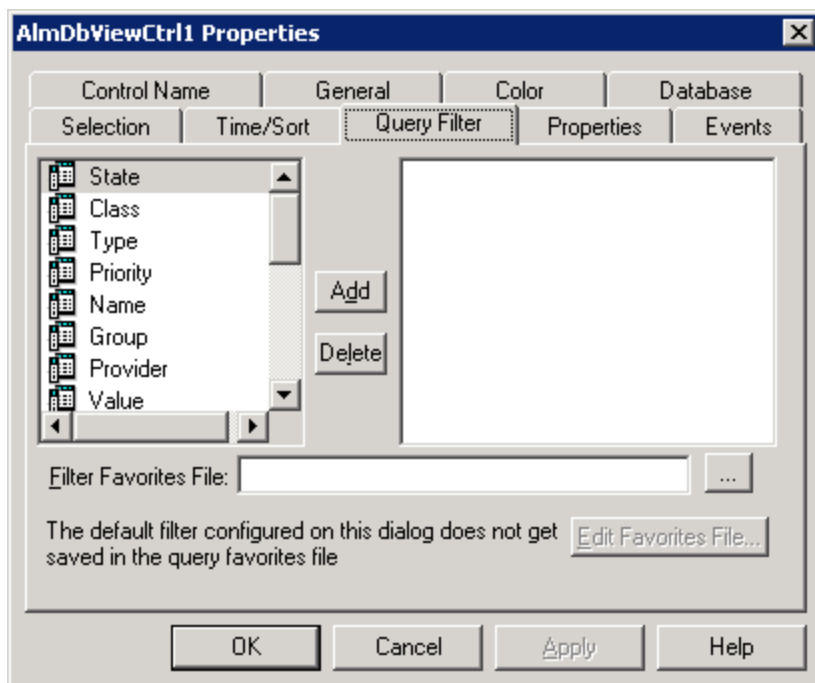 AlmDbViewCtrl1 Properties
Control Name General Color Database
Selection Time/Sort Query Filter Properties Events
State
Class
Type
Priority
Name
Group
Provider
Value
Add
Delete
Filter Favorites File: ...
The default filter configured on this dialog does not get
saved in the query favorites file
Edit Favorites File...
OK Cancel Apply Help